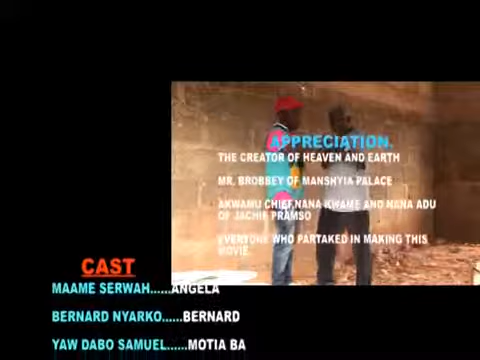 APPRECIATION.
THE CREATOR OF HEAVEN AND EARTH
MR. BROBBEY OF MANSHYIA PALACE
AKWAMU CHIEF,NANA KWAME AND NANA ADU
OF JACHIE PRAMSO
EVERYONE WHO PARTAKED IN MAKING THIS
MOVIE.
CAST
MAAME SERWAH......ANGELA
BERNARD NYARKO......BERNARD
YAW DABO SAMUEL......MOTIA BA